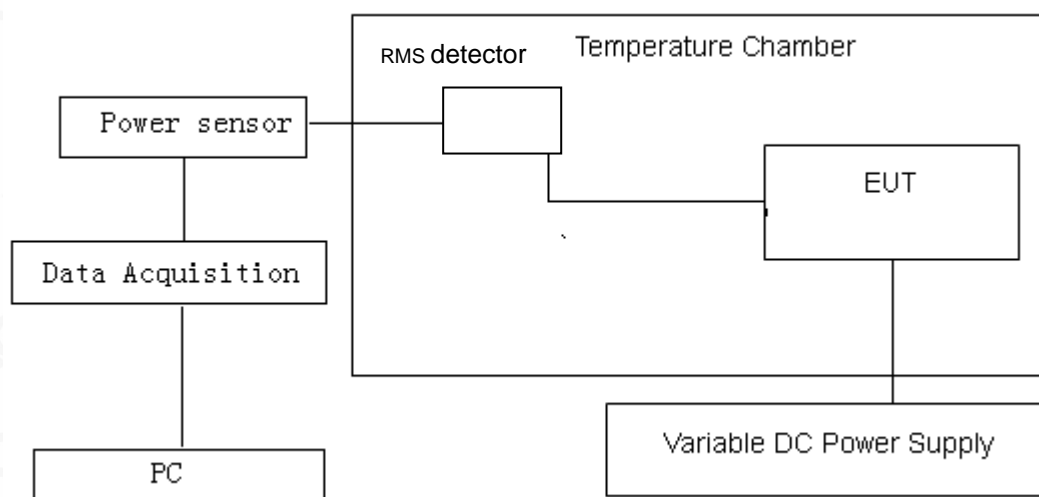 Temperature Chamber
RMS detector
Power sensor
EUT
Data Acquisition
Variable DC Power Supply
PC